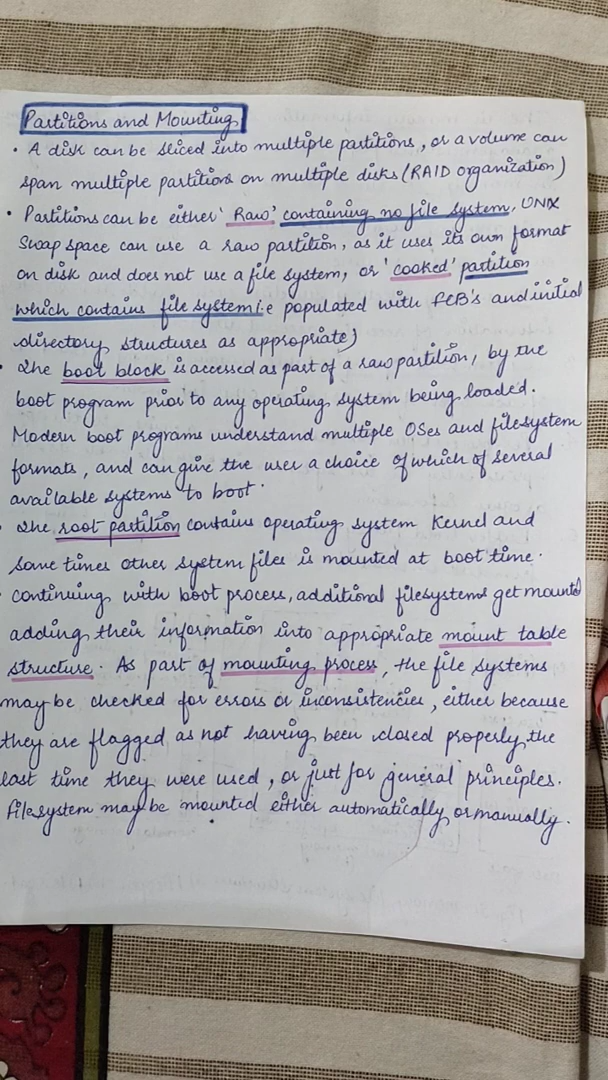 Partitions and Mounting
• A disk can be sliced into multiple partitions, or a volume can
span multiple partitions on multiple disks (RAID organization)
• Partitions can be either 'Raw' containing no file system, UNIX
Swap space can use a raw partition, as it uses its own format
on disk and does not use a file system, or 'cooked' partition
which contains file system i.e populated with FCB's and initial
directory structures as appropriate)
• The boot block is accessed as part of a raw partition, by the
boot program prior to any operating system being loaded.
Modern boot programs understand multiple OSes and filesystem
formats, and can give the user a choice of which of several
available systems to boot.
• The root partition contains operating system Kernel and
some times other system files is mounted at boot time.
• continuing with boot process, additional filesystems get mounted
adding their information into appropriate mount table
structure. As part of mounting process, the file systems
may be checked for errors or inconsistencies, either because
they are flagged as not having been closed properly the
last time they were used, or just for general principles.
filesystem may be mounted either automatically or manually.